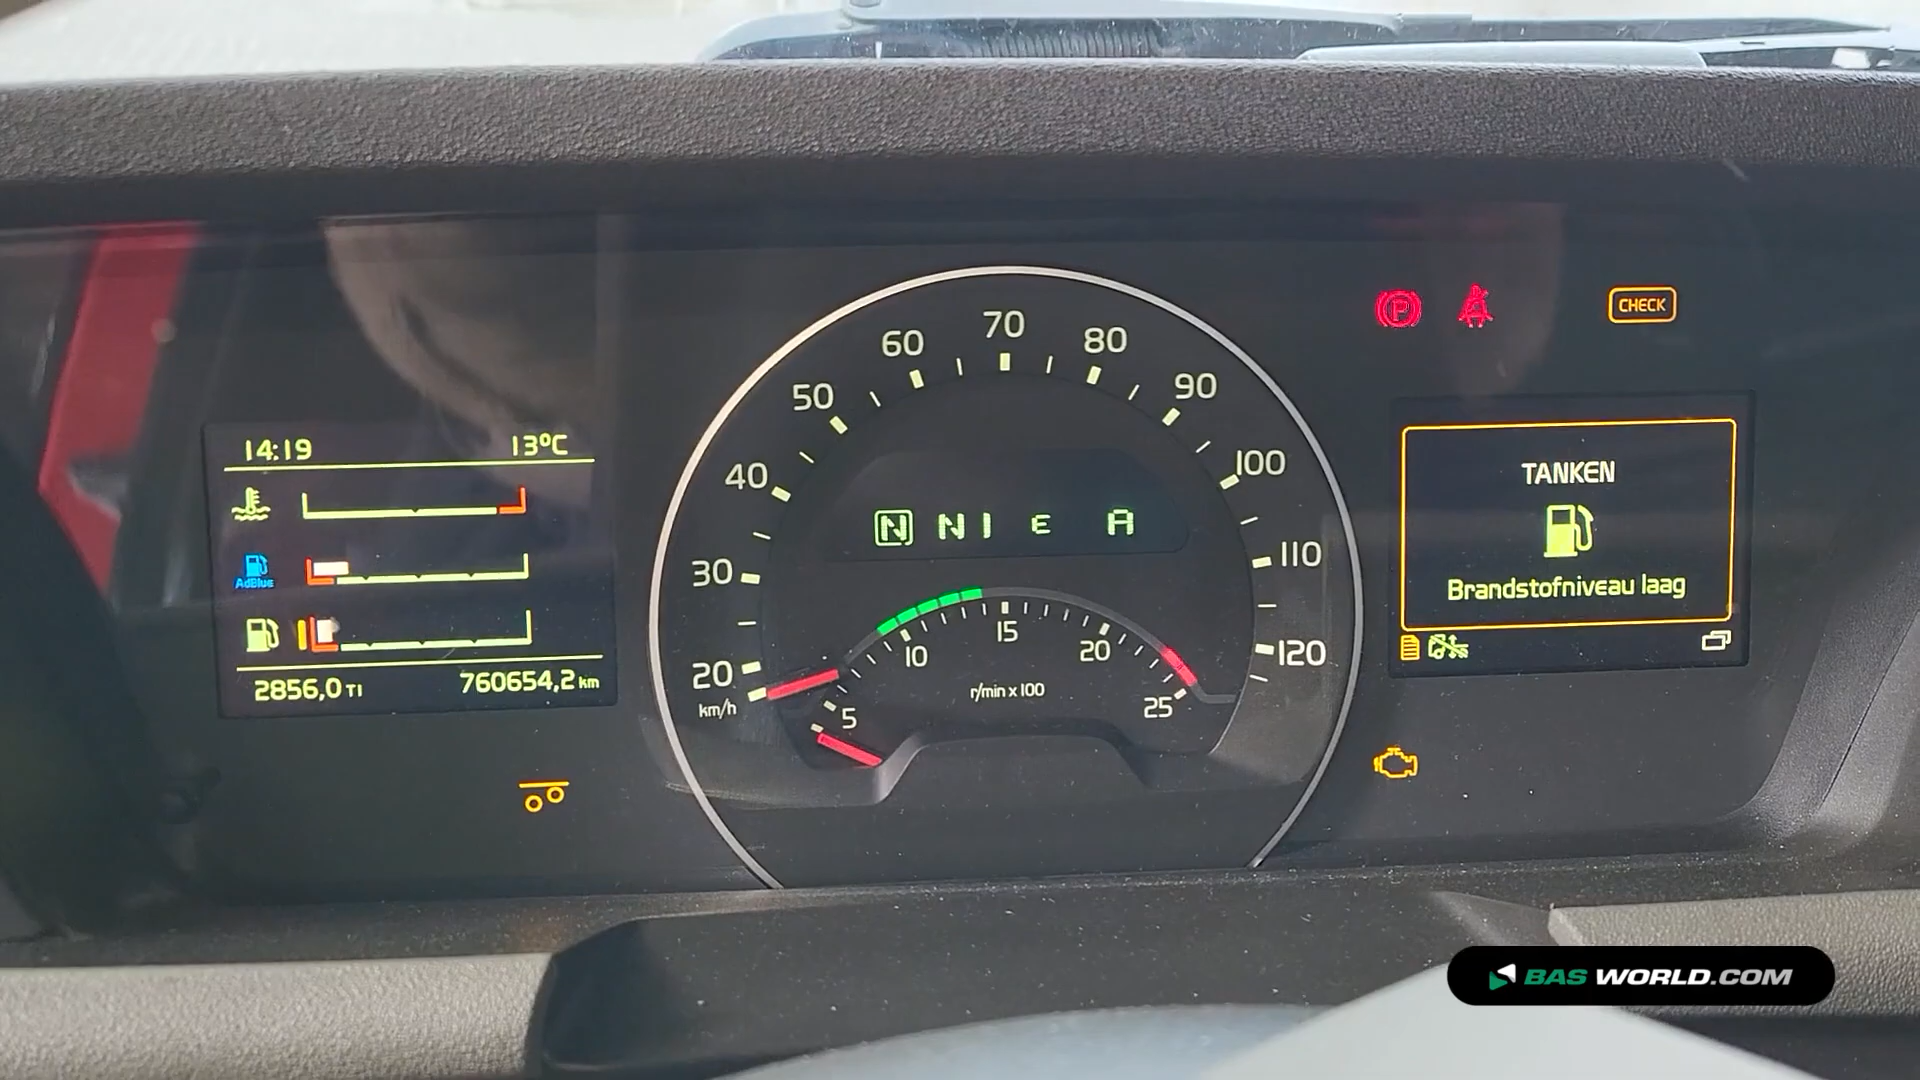 14:19 13°C
AdBlue
2856,0 TI 760654,2 km
20 30 40 50 60 70 80 90 100 110 120
km/h
N N I E A
5 10 15 20 25
r/min x 100
P
CHECK
TANKEN
Brandstofniveau laag
BAS WORLD.COM